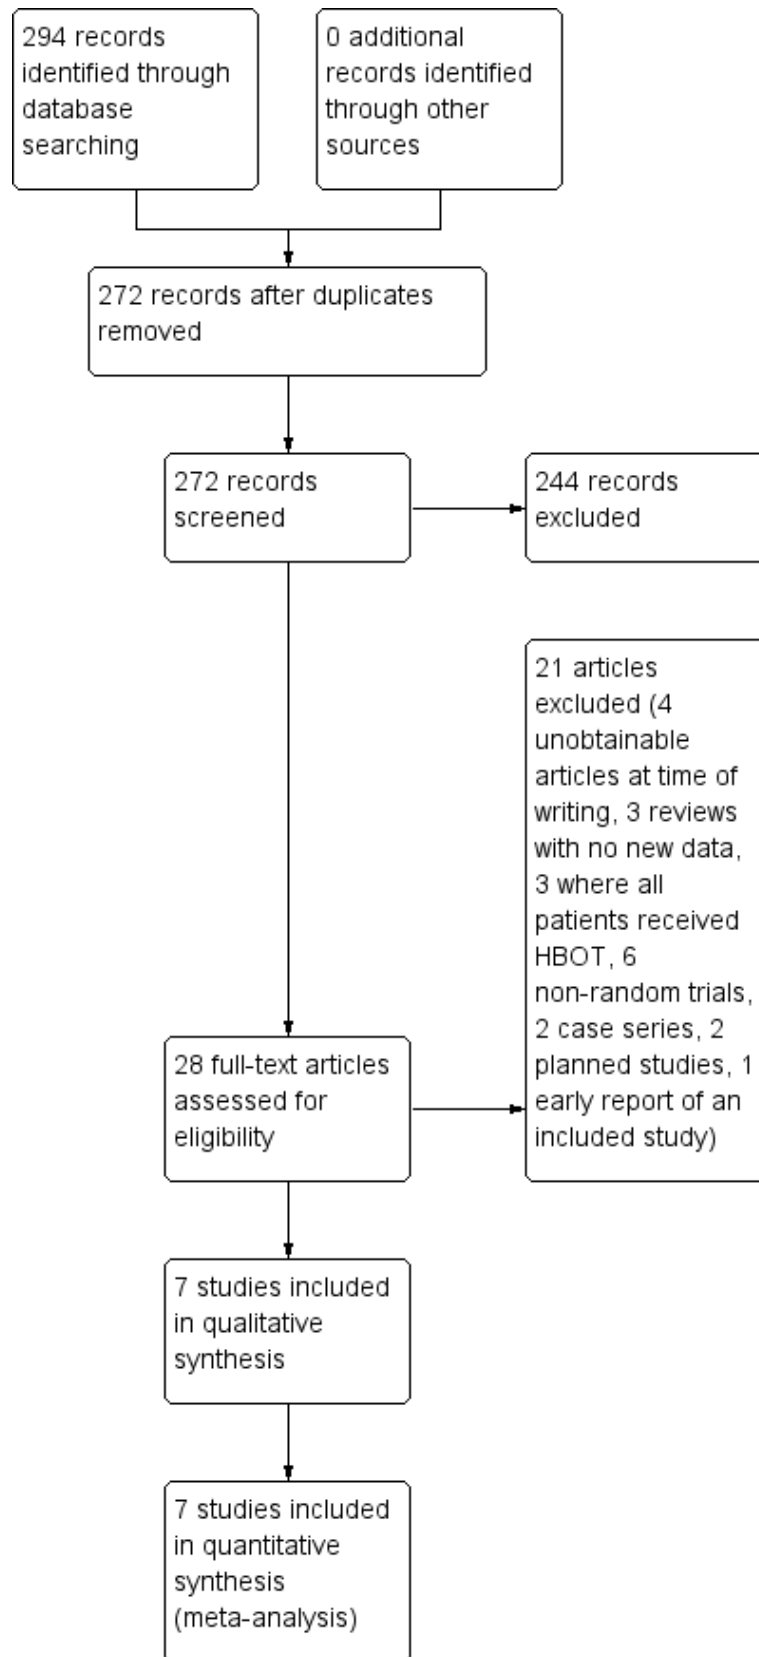 294 records
identified through
database
searching
0 additional
records identified
through other
sources
272 records after duplicates
removed
272 records
screened
244 records
excluded
21 articles
excluded (4
unobtainable
articles at time of
writing, 3 reviews
with no new data,
3 where all
patients received
HBOT, 6
non-random trials,
2 case series, 2
planned studies, 1
early report of an
included study)
28 full-text articles
assessed for
eligibility
7 studies included
in qualitative
synthesis
7 studies included
in quantitative
synthesis
(meta-analysis)